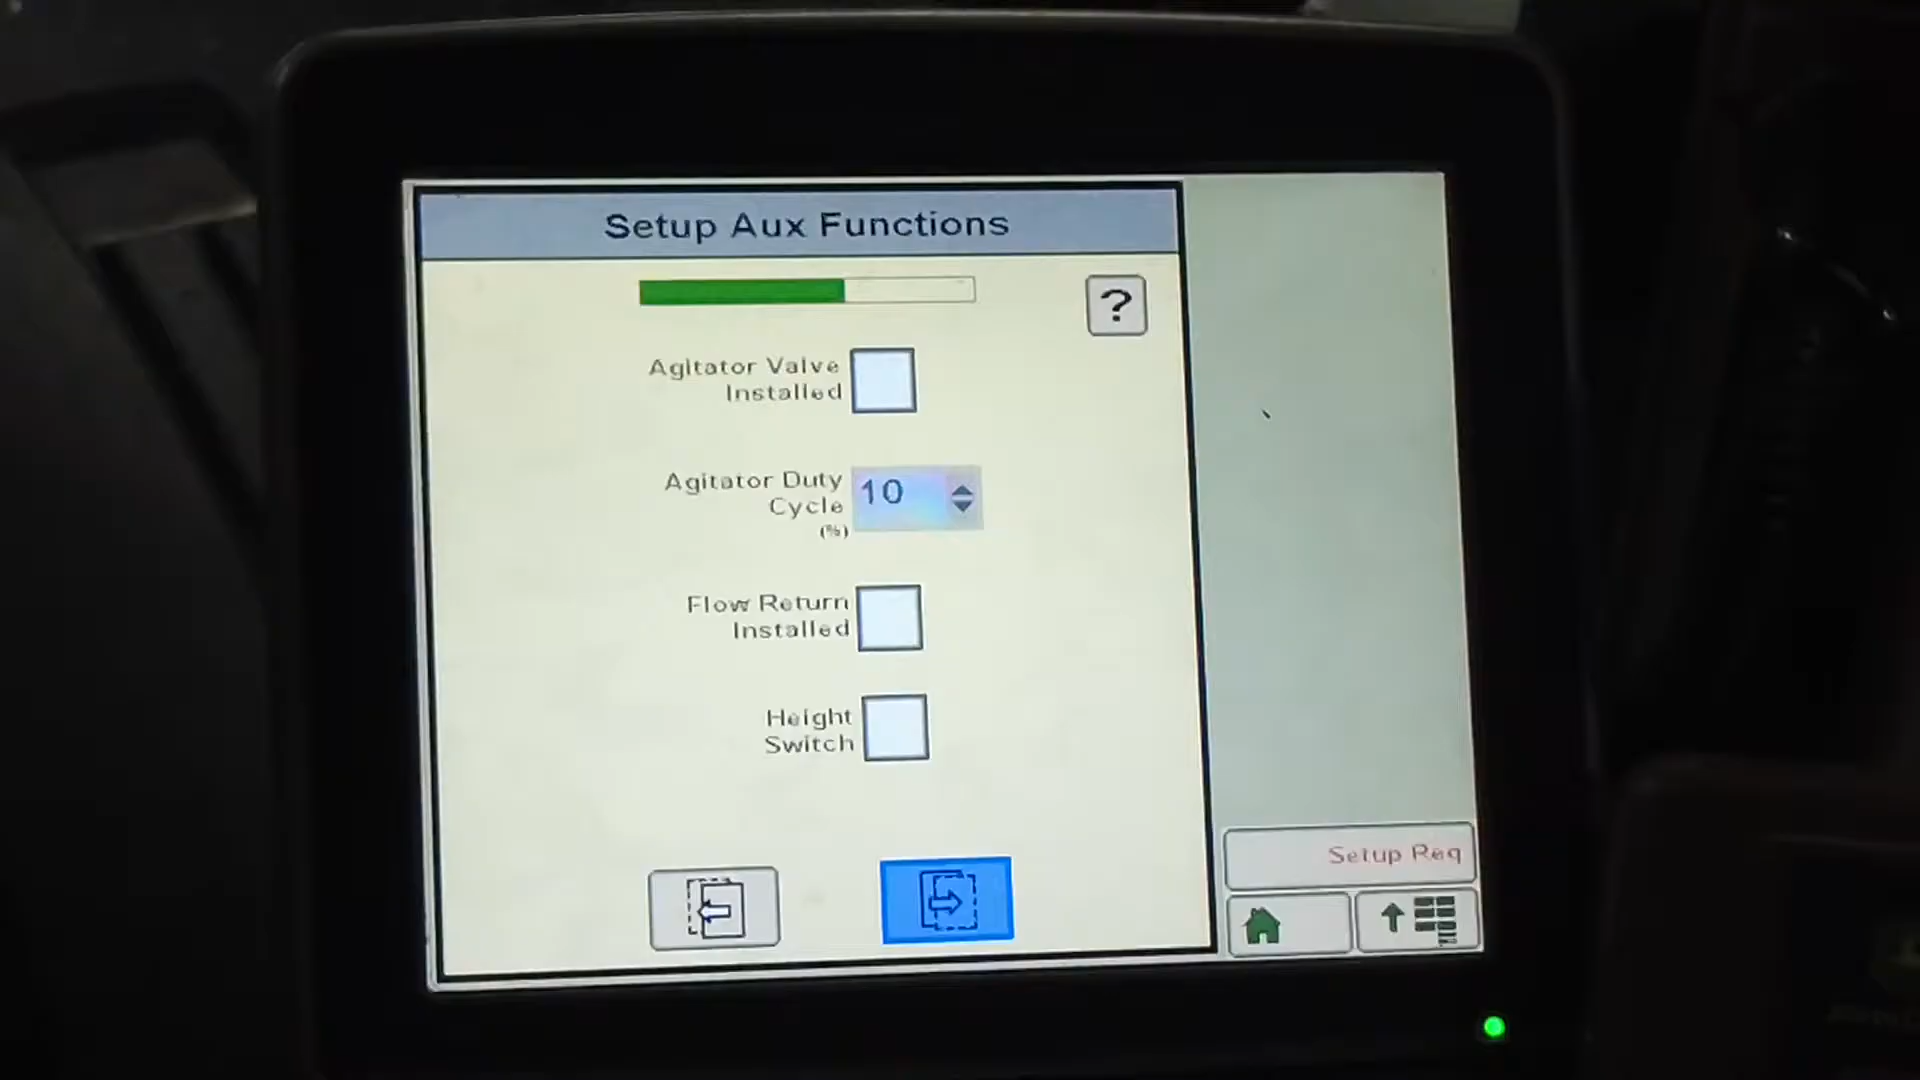 Setup Aux Functions
?
Agitator Valve
Installed
Agitator Duty
Cycle
(%)
10
Flow Return
Installed
Height
Switch
Setup Req